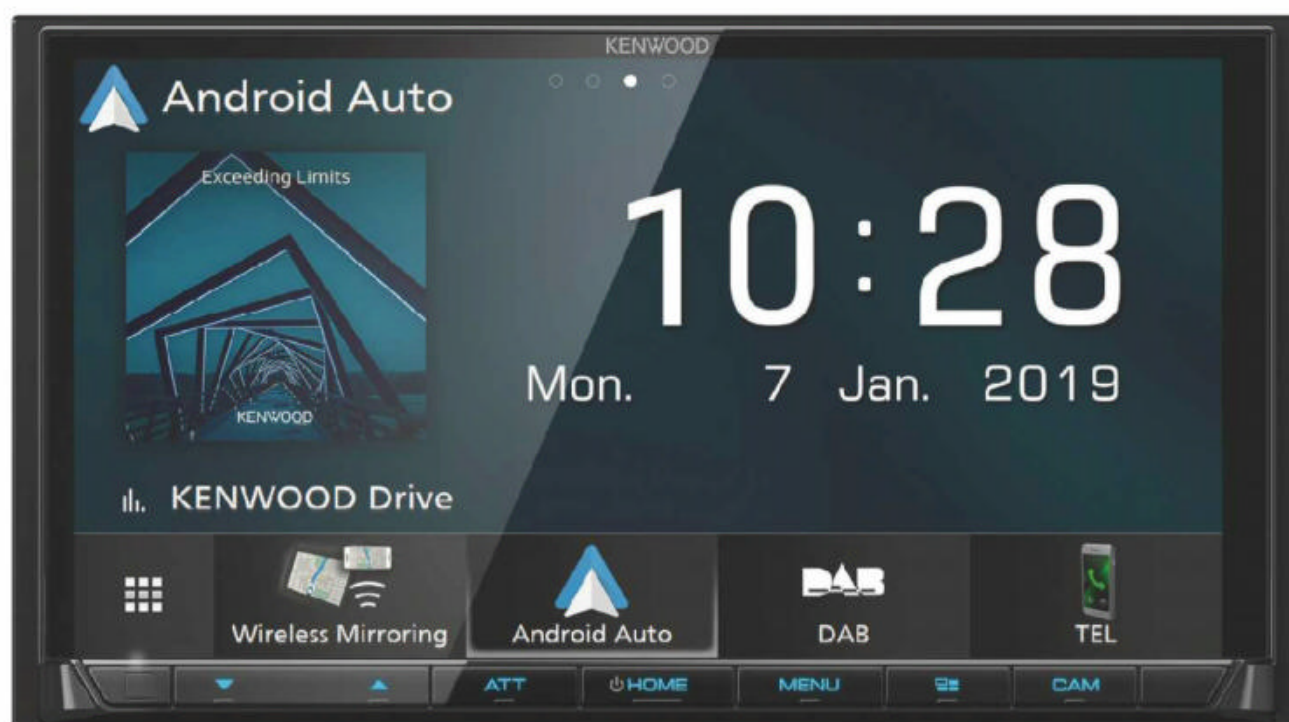 KENWOOD
Android Auto
Exceeding Limits
KENWOOD
KENWOOD Drive
10:28
Mon. 7 Jan. 2019
Wireless Mirroring
Android Auto
DAB
DAB
TEL
ATT
HOME
MENU
CAM